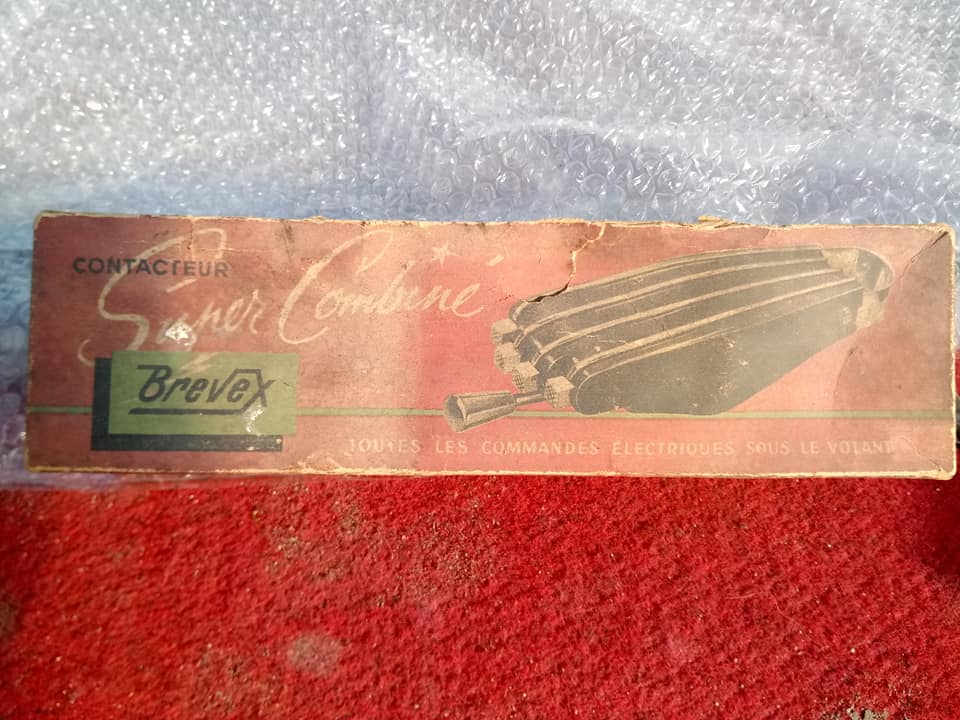 CONTACTEUR
Super Combiné
Brevex
TOUTES LES COMMANDES ÉLECTRIQUES SOUS LE VOLANT